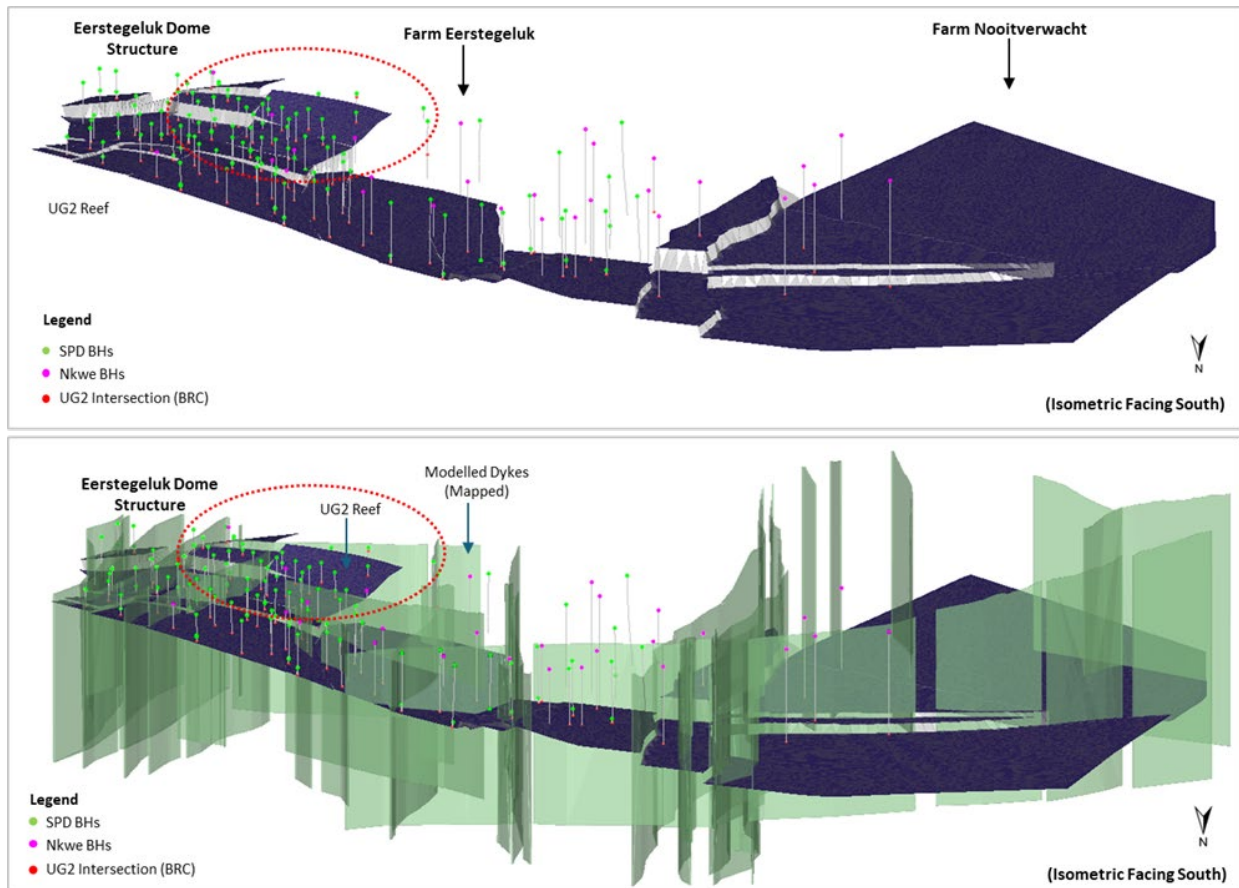 Eerstegeluk Dome
Structure
Farm Eerstegeluk
Farm Nooitverwacht
UG2 Reef
Legend
SPD BHs
Nkwe BHs
UG2 Intersection (BRC)
N
(Isometric Facing South)
Eerstegeluk Dome
Structure
UG2 Reef
Modelled Dykes
(Mapped)
Legend
SPD BHs
Nkwe BHs
UG2 Intersection (BRC)
N
(Isometric Facing South)